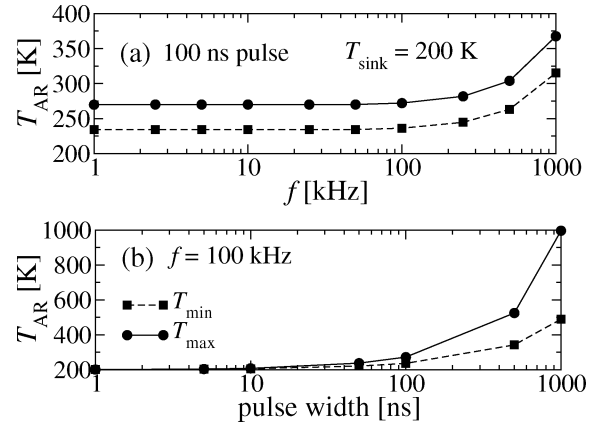 400
350
300
250
200
T_AR [K]
(a) 100 ns pulse
T_sink = 200 K
1 10 100 1000
f [kHz]
1000
800
600
400
200
T_AR [K]
(b) f = 100 kHz
T_min
T_max
1 10 100 1000
pulse width [ns]